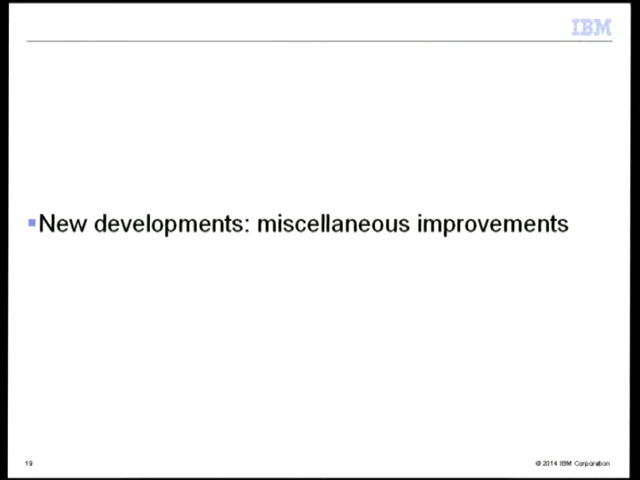 IBM
New developments: miscellaneous improvements
19
© 2014 IBM Corporation